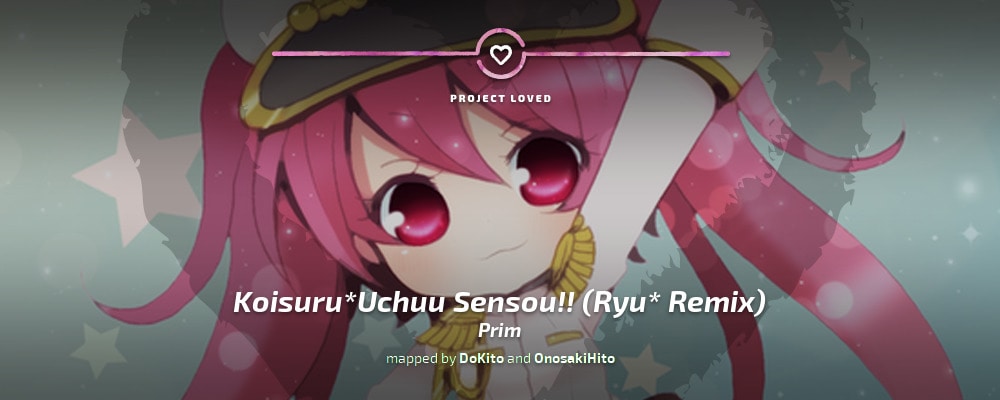 PROJECT LOVED
Koisuru*Uchuu Sensou!! (Ryu* Remix)
Prim
mapped by DoKito and OnosakiHito